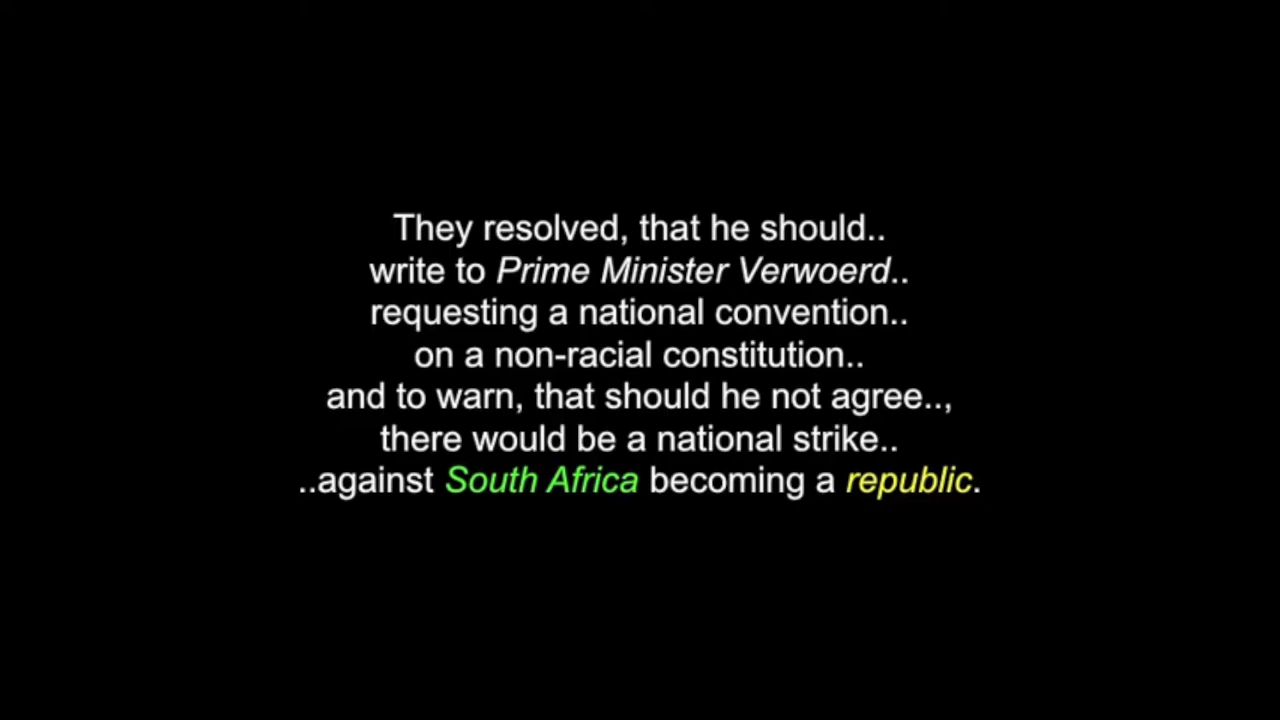 They resolved, that he should..
write to Prime Minister Verwoerd..
requesting a national convention..
on a non-racial constitution..
and to warn, that should he not agree..,
there would be a national strike..
..against South Africa becoming a republic.